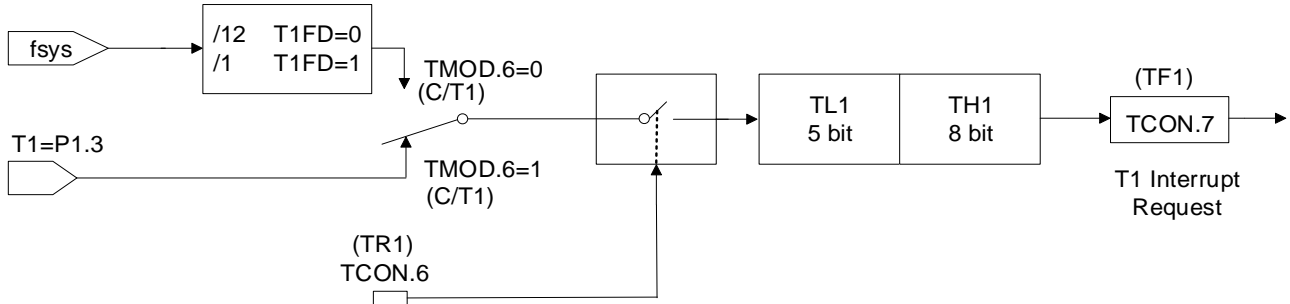 fsys
/12 T1FD=0
/1 T1FD=1
TMOD.6=0
(C/T1)
T1=P1.3
TMOD.6=1
(C/T1)
(TR1)
TCON.6
TL1
5 bit
TH1
8 bit
(TF1)
TCON.7
T1 Interrupt
Request